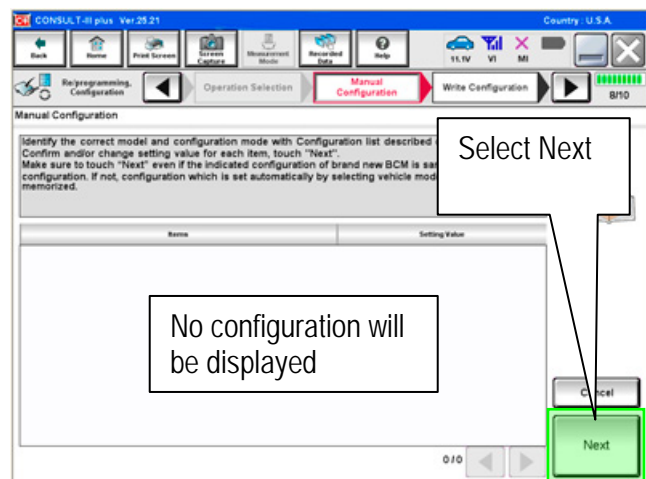 CONSULT-III plus Ver.25.21 Country : U.S.A.
Back Home Print Screen Screen Capture Measurement Mode Recorded Data Help 11.1V VI MI
Re/programming, Configuration Operation Selection Manual Configuration Write Configuration 8/10
Manual Configuration
Identify the correct model and configuration mode with Configuration list described
Confirm and/or change setting value for each item, touch "Next".
Make sure to touch "Next" even if the indicated configuration of brand new BCM is
configuration. If not, configuration which is set automatically by selecting vehicle
memorized.
Select Next
Items Setting Value
No configuration will
be displayed
Cancel
Next
0/0